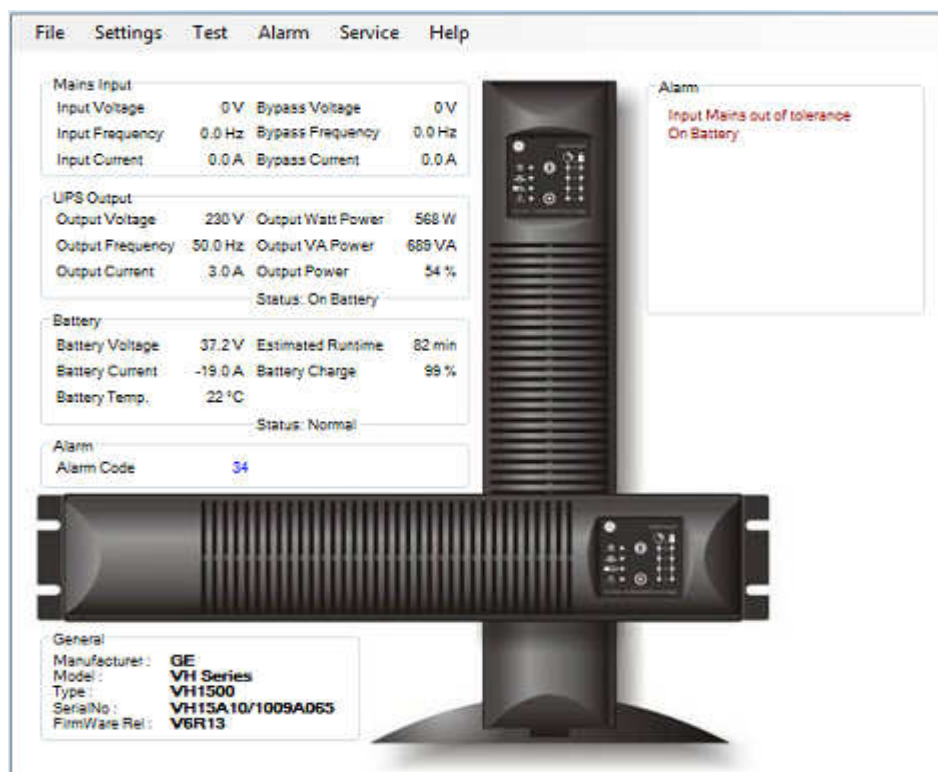 File Settings Test Alarm Service Help
Mains Input
Input Voltage 0 V Bypass Voltage 0 V
Input Frequency 0.0 Hz Bypass Frequency 0.0 Hz
Input Current 0.0 A Bypass Current 0.0 A
UPS Output
Output Voltage 230 V Output Watt Power 568 W
Output Frequency 50.0 Hz Output VA Power 689 VA
Output Current 3.0 A Output Power 54 %
Status: On Battery
Battery
Battery Voltage 37.2 V Estimated Runtime 82 min
Battery Current -19.0 A Battery Charge 99 %
Battery Temp. 22 °C
Status: Normal
Alarm
Alarm Code 34
Alarm
Input Mains out of tolerance
On Battery
General
Manufacturer : GE
Model : VH Series
Type : VH1500
SerialNo : VH15A10/1009A065
FirmWare Rel : V6R13